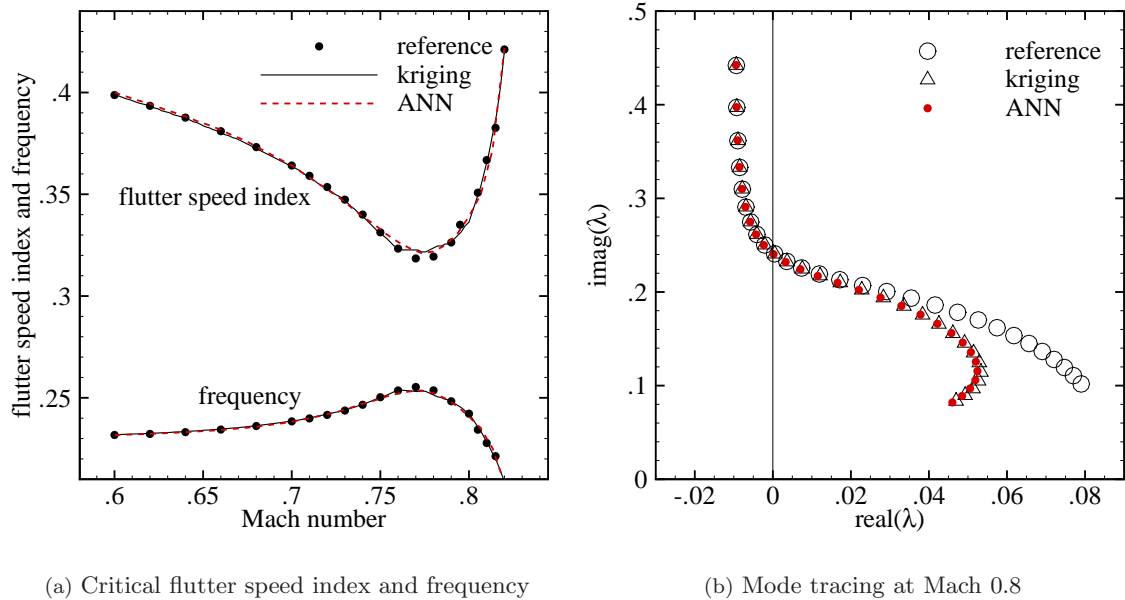 reference
kriging
ANN
.4
.35
.3
.25
flutter speed index and frequency
flutter speed index
frequency
.6
.65
.7
.75
.8
Mach number
(a) Critical flutter speed index and frequency
reference
kriging
ANN
.5
.4
.3
.2
.1
0
imag(λ)
-.02
0
.02
.04
.06
.08
real(λ)
(b) Mode tracing at Mach 0.8